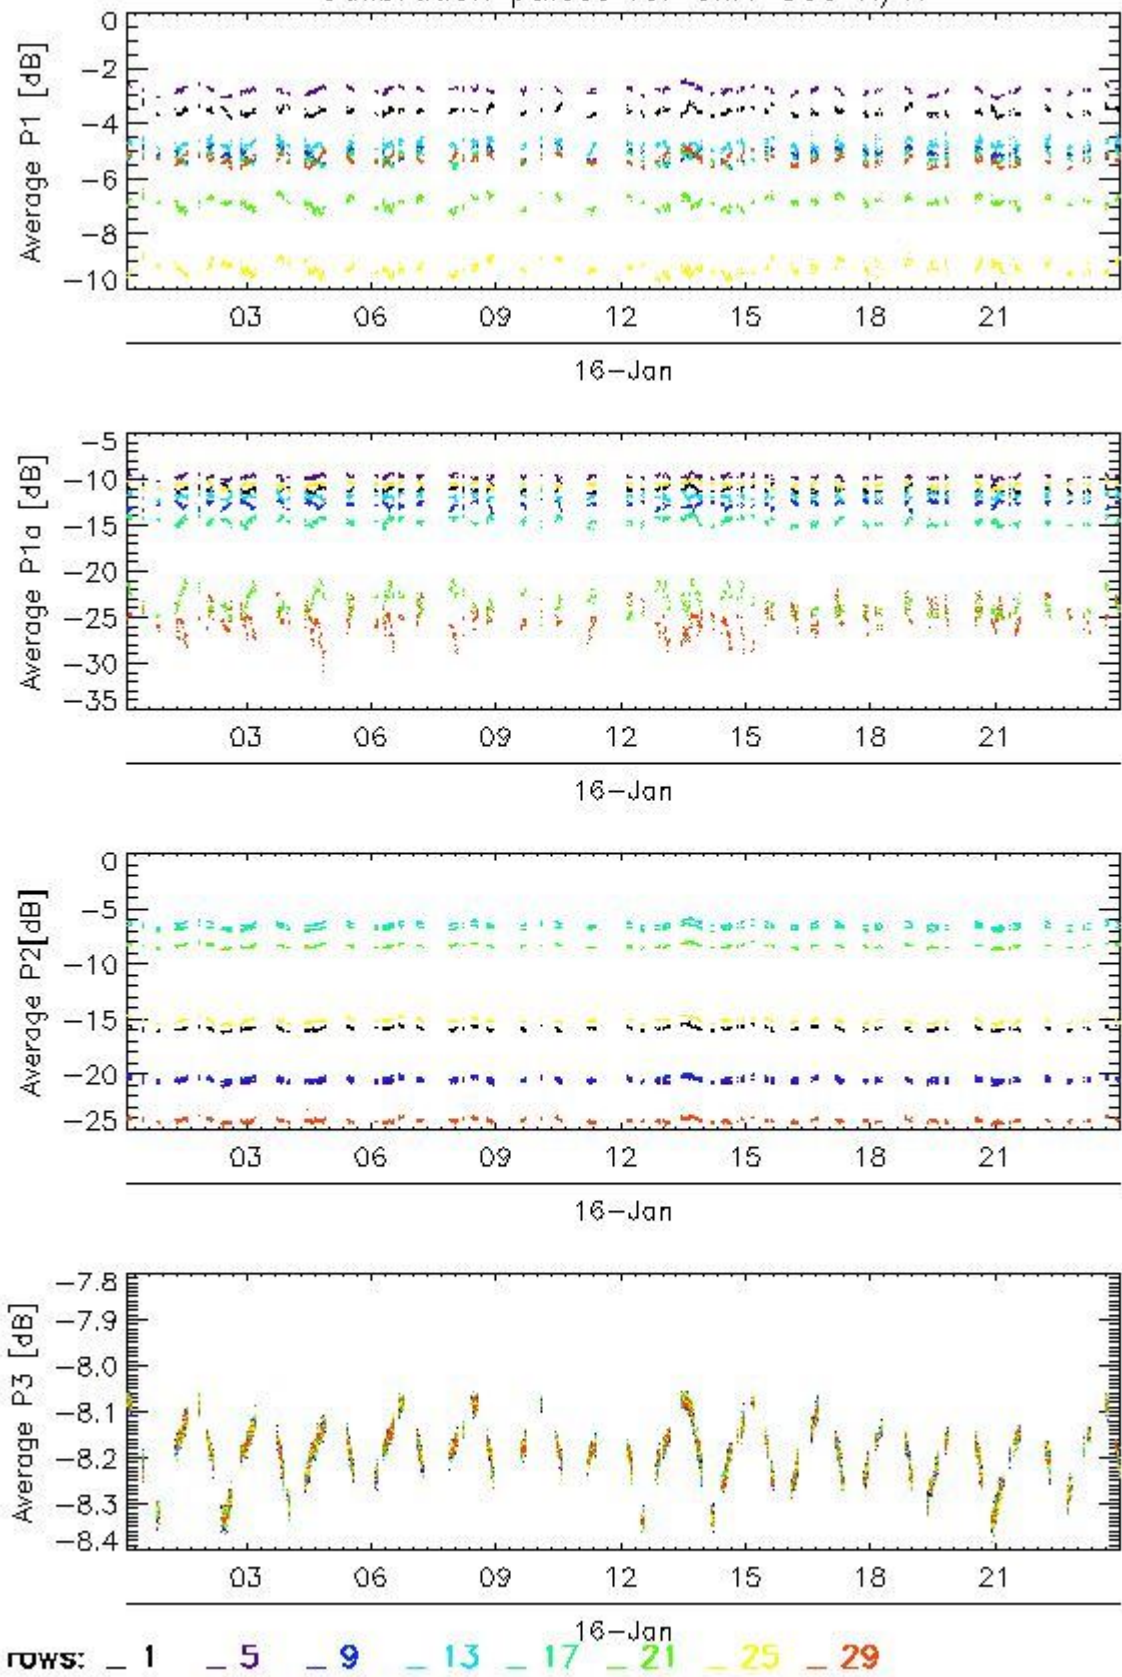 0
−2
−4
−6
−8
−10
Average P1 [dB]
03 06 09 12 15 18 21
16−Jan
−5
−10
−15
−20
−25
−30
−35
Average P1a [dB]
03 06 09 12 15 18 21
16−Jan
0
−5
−10
−15
−20
−25
Average P2[dB]
03 06 09 12 15 18 21
16−Jan
−7.8
−7.9
−8.0
−8.1
−8.2
−8.3
−8.4
Average P3 [dB]
03 06 09 12 15 18 21
16−Jan
rows: _ 1 _ 5 _ 9 _ 13 _ 17 _ 21 _ 25 _ 29